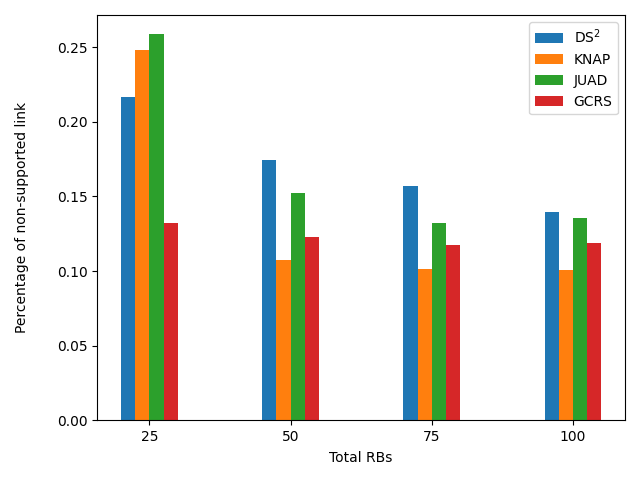 DS²
KNAP
JUAD
GCRS
Percentage of non-supported link
0.25
0.20
0.15
0.10
0.05
0.00
25 50 75 100
Total RBs